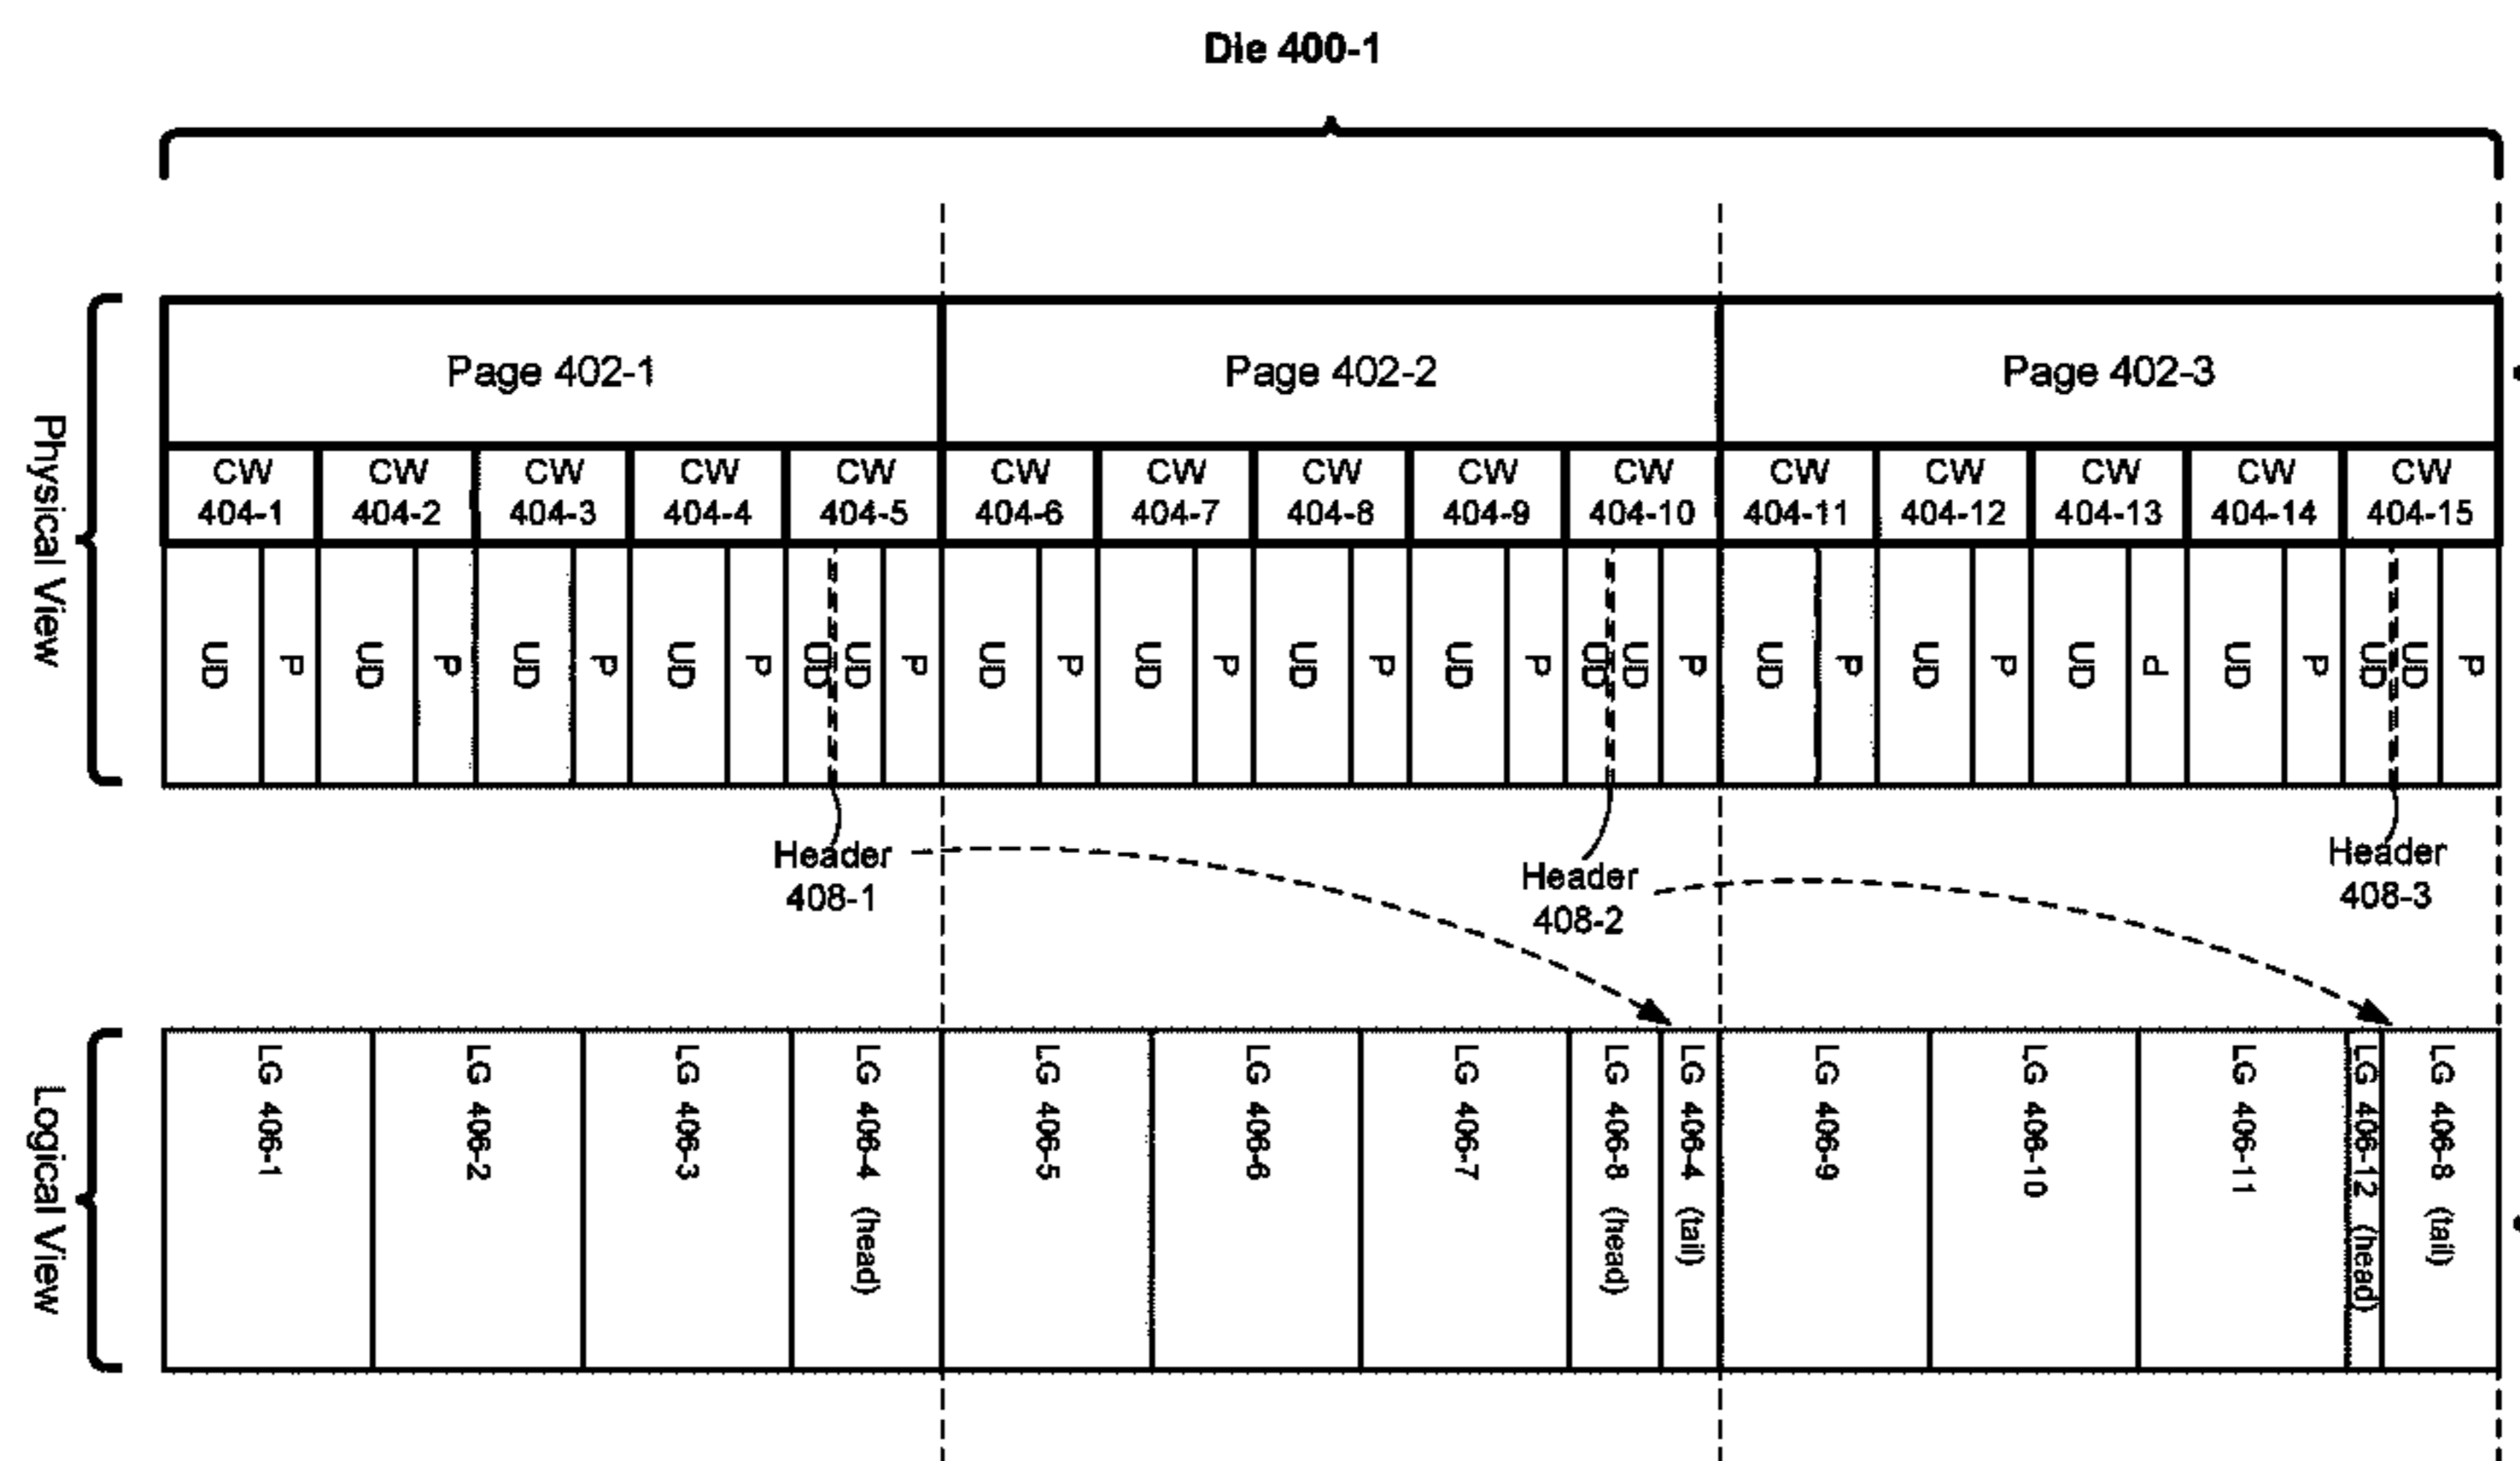 Die 400-1
Physical View
Page 402-1
Page 402-2
Page 402-3
CW
404-1
CW
404-2
CW
404-3
CW
404-4
CW
404-5
CW
404-6
CW
404-7
CW
404-8
CW
404-9
CW
404-10
CW
404-11
CW
404-12
CW
404-13
CW
404-14
CW
404-15
UD
P
UD
P
UD
P
UD
P
UD
UD
P
UD
P
UD
P
UD
P
UD
P
UD
UD
P
UD
P
UD
P
UD
P
UD
P
UD
UD
P
Header
408-1
Header
408-2
Header
408-3
Logical View
LG 406-1
LG 406-2
LG 406-3
LG 406-4 (head)
LG 406-5
LG 406-6
LG 406-7
LG 406-8 (head)
LG 406-4 (tail)
LG 406-9
LG 406-10
LG 406-11
LG 406-12 (head)
LG 406-8 (tail)